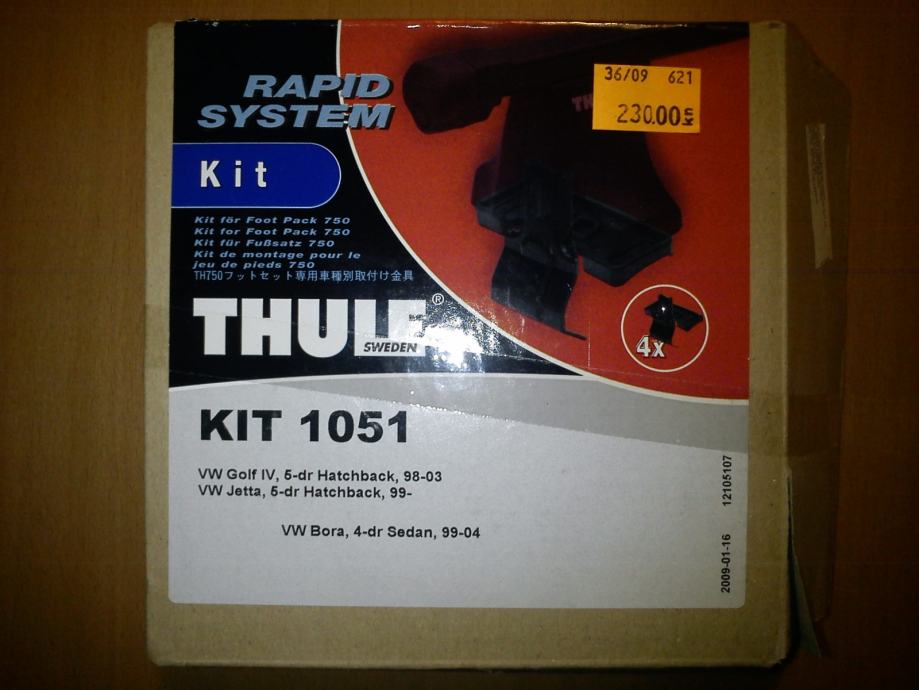 RAPID
SYSTEM
36/09 621
230.00 kn
Kit
Kit för Foot Pack 750
Kit for Foot Pack 750
Kit für Fußsatz 750
Kit de montage pour le
jeu de pieds 750
TH750フットセット専用車種別取付け金具
THULE®
SWEDEN
4x
KIT 1051
VW Golf IV, 5-dr Hatchback, 98-03
VW Jetta, 5-dr Hatchback, 99-
VW Bora, 4-dr Sedan, 99-04
2009-01-16 12105107